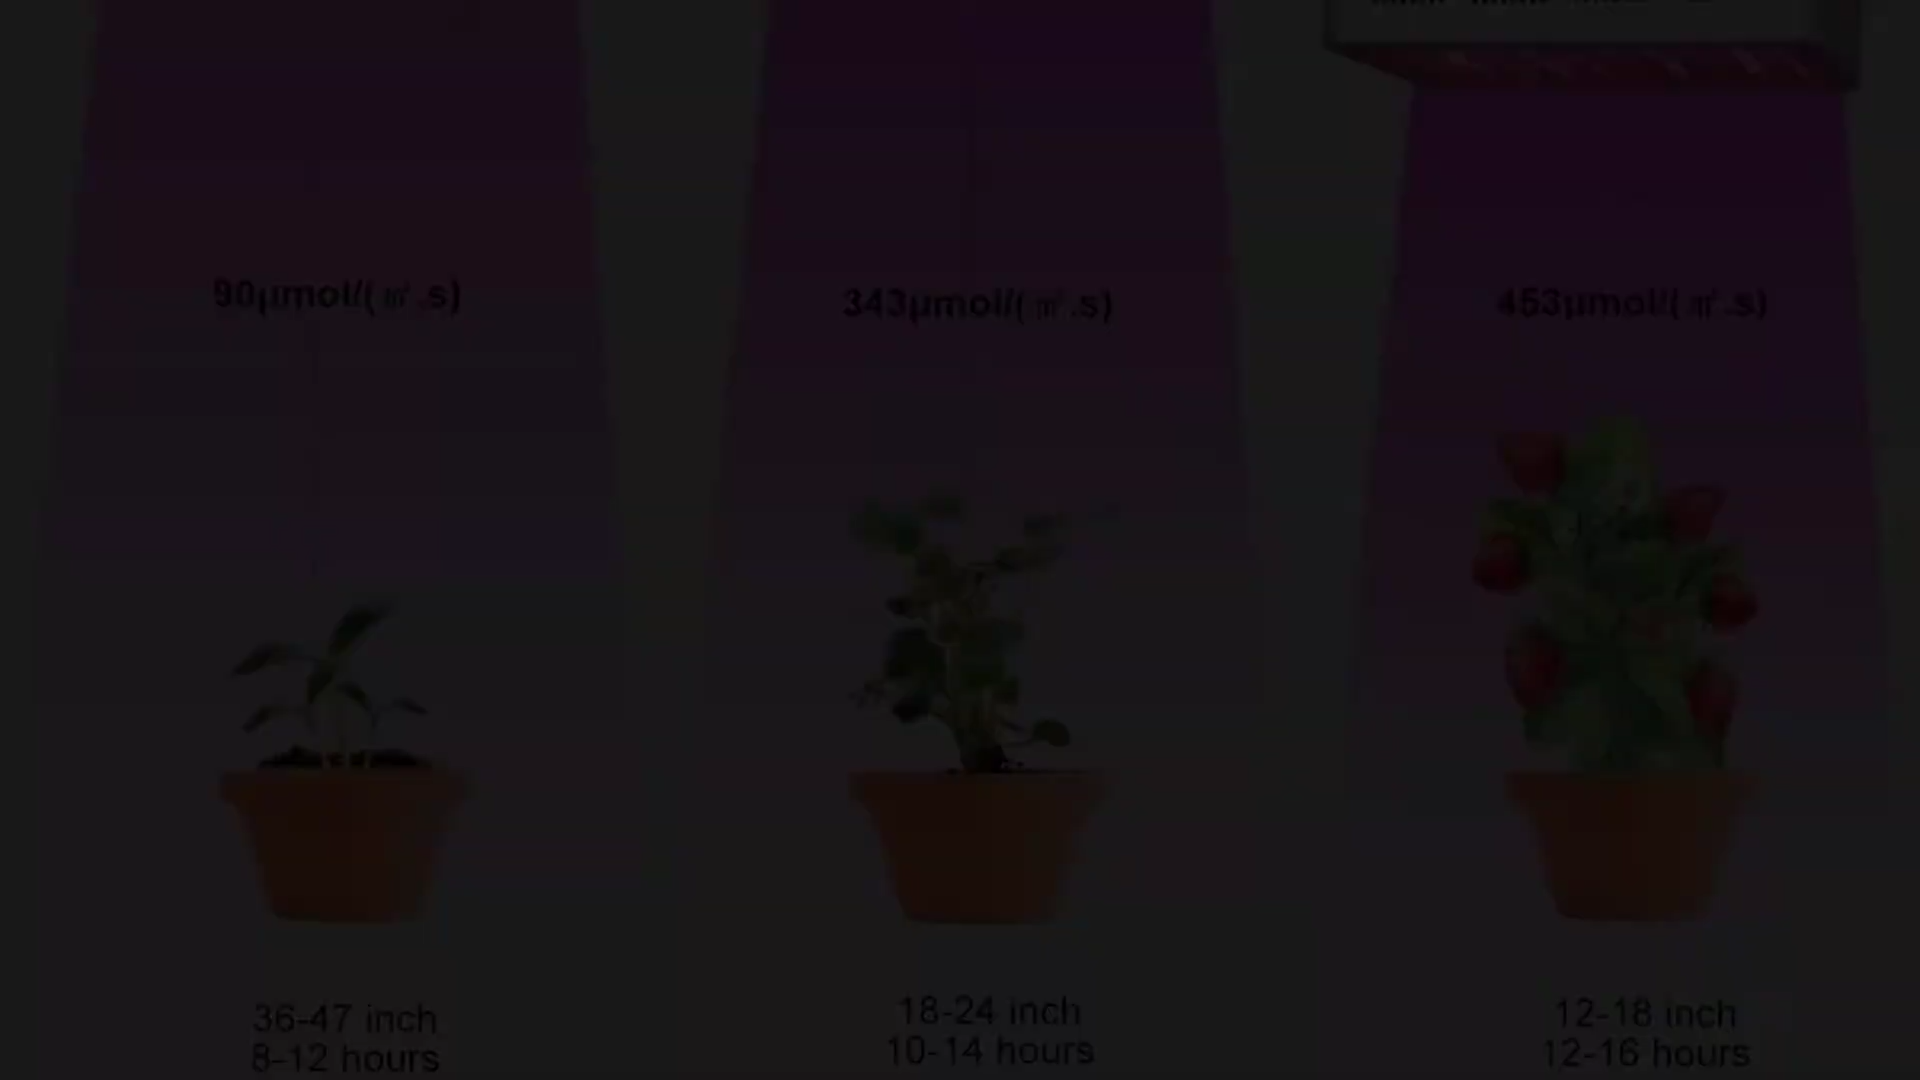 90μmol/(㎡.s)
343μmol/(㎡.s)
453μmol/(㎡.s)
36-47 inch
8-12 hours
18-24 inch
10-14 hours
12-18 inch
12-16 hours